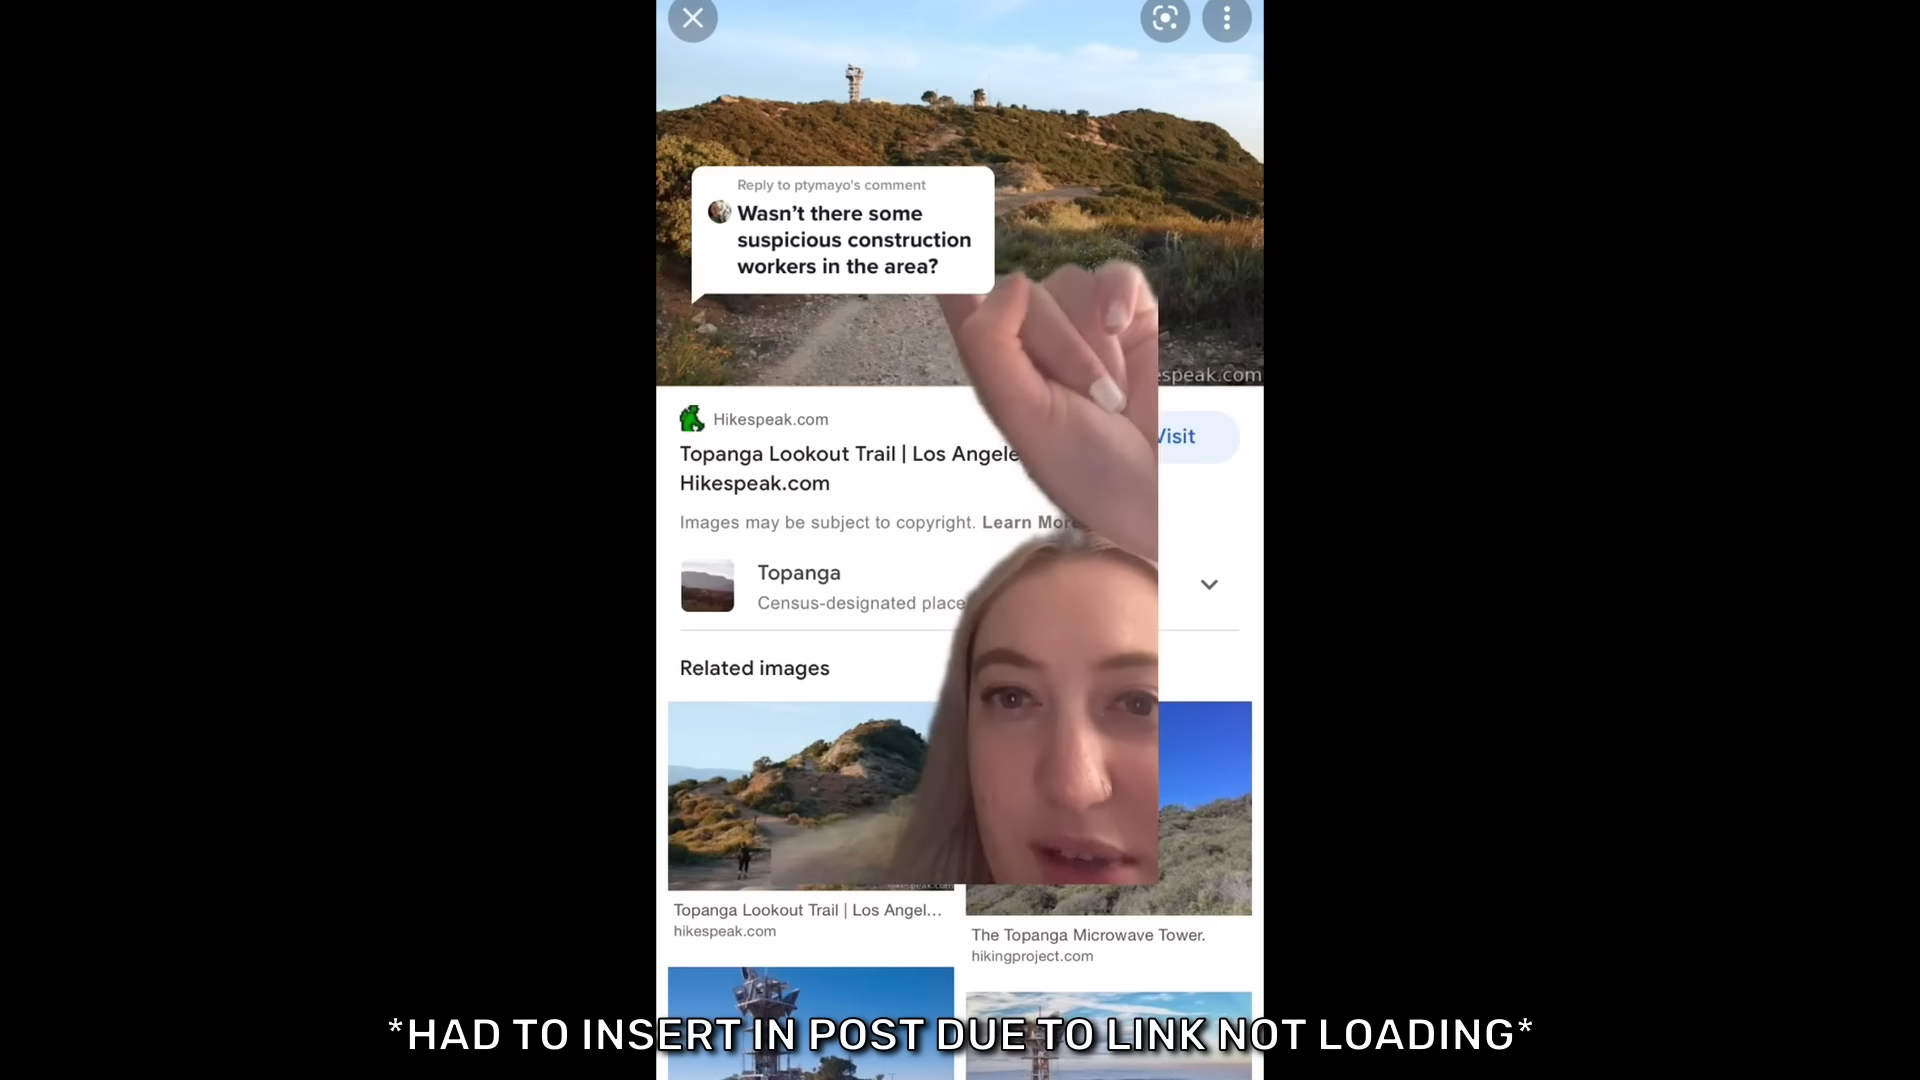 Reply to ptymayo's comment
Wasn't there some
suspicious construction
workers in the area?
speak.com
Hikespeak.com
Visit
Topanga Lookout Trail | Los Angele
Hikespeak.com
Images may be subject to copyright. Learn More
Topanga
Census-designated place
Related images
hikespeak.com
Topanga Lookout Trail | Los Angel...
hikespeak.com
The Topanga Microwave Tower.
hikingproject.com
*HAD TO INSERT IN POST DUE TO LINK NOT LOADING*